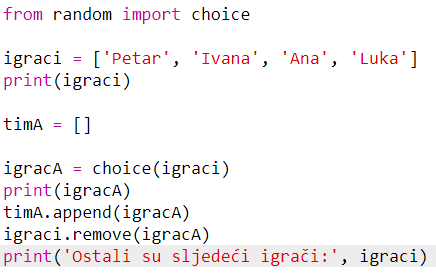 from random import choice
igraci = ['Petar', 'Ivana', 'Ana', 'Luka']
print(igraci)
timA = []
igracA = choice(igraci)
print(igracA)
timA.append(igracA)
igraci.remove(igracA)
print('Ostali su sljedeći igrači:', igraci)